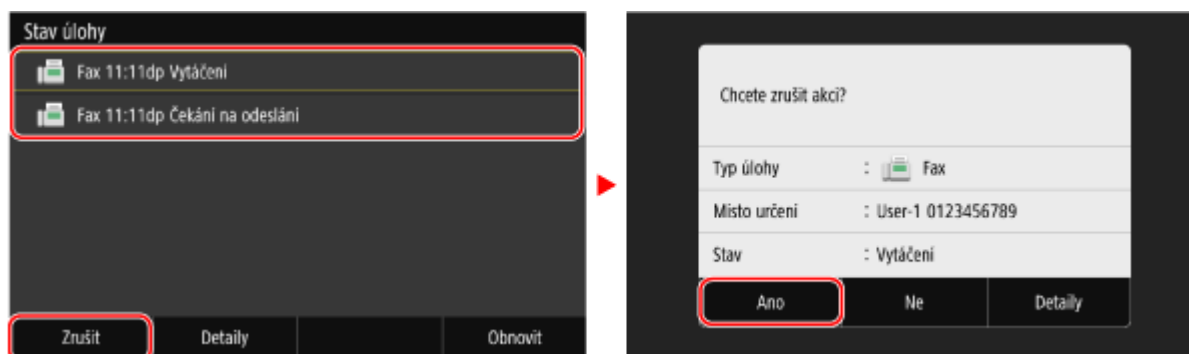 Stav úlohy
Fax 11:11dp Vytáčení
Fax 11:11dp Čekání na odeslání
Zrušit Detaily Obnovit
Chcete zrušit akci?
Typ úlohy : Fax
Místo určení : User-1 0123456789
Stav : Vytáčení
Ano Ne Detaily